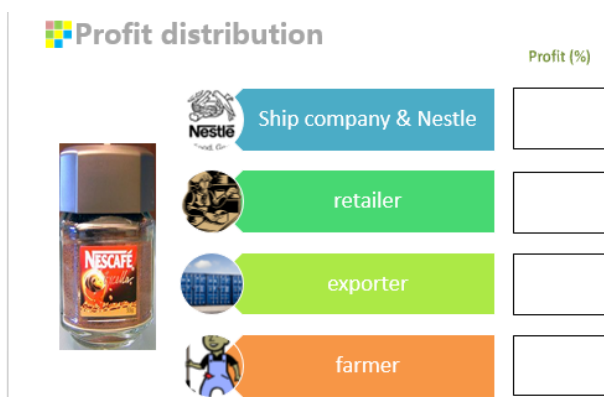 Profit distribution
Profit (%)
Nestlé
Ship company & Nestle
retailer
NESCAFÉ
exporter
farmer